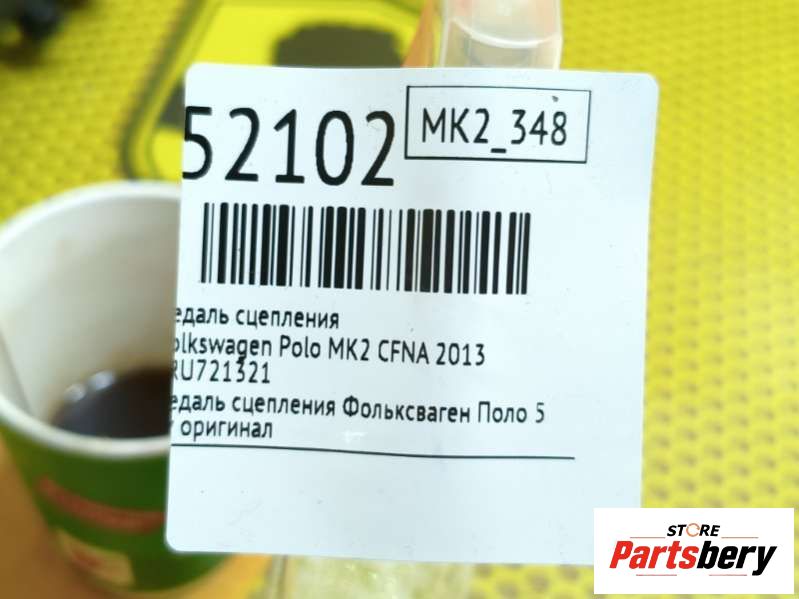 52102
MK2_348
едаль сцепления
olkswagen Polo MK2 CFNA 2013
RU721321
едаль сцепления Фольксваген Поло 5
оригинал
STORE
Partsbery